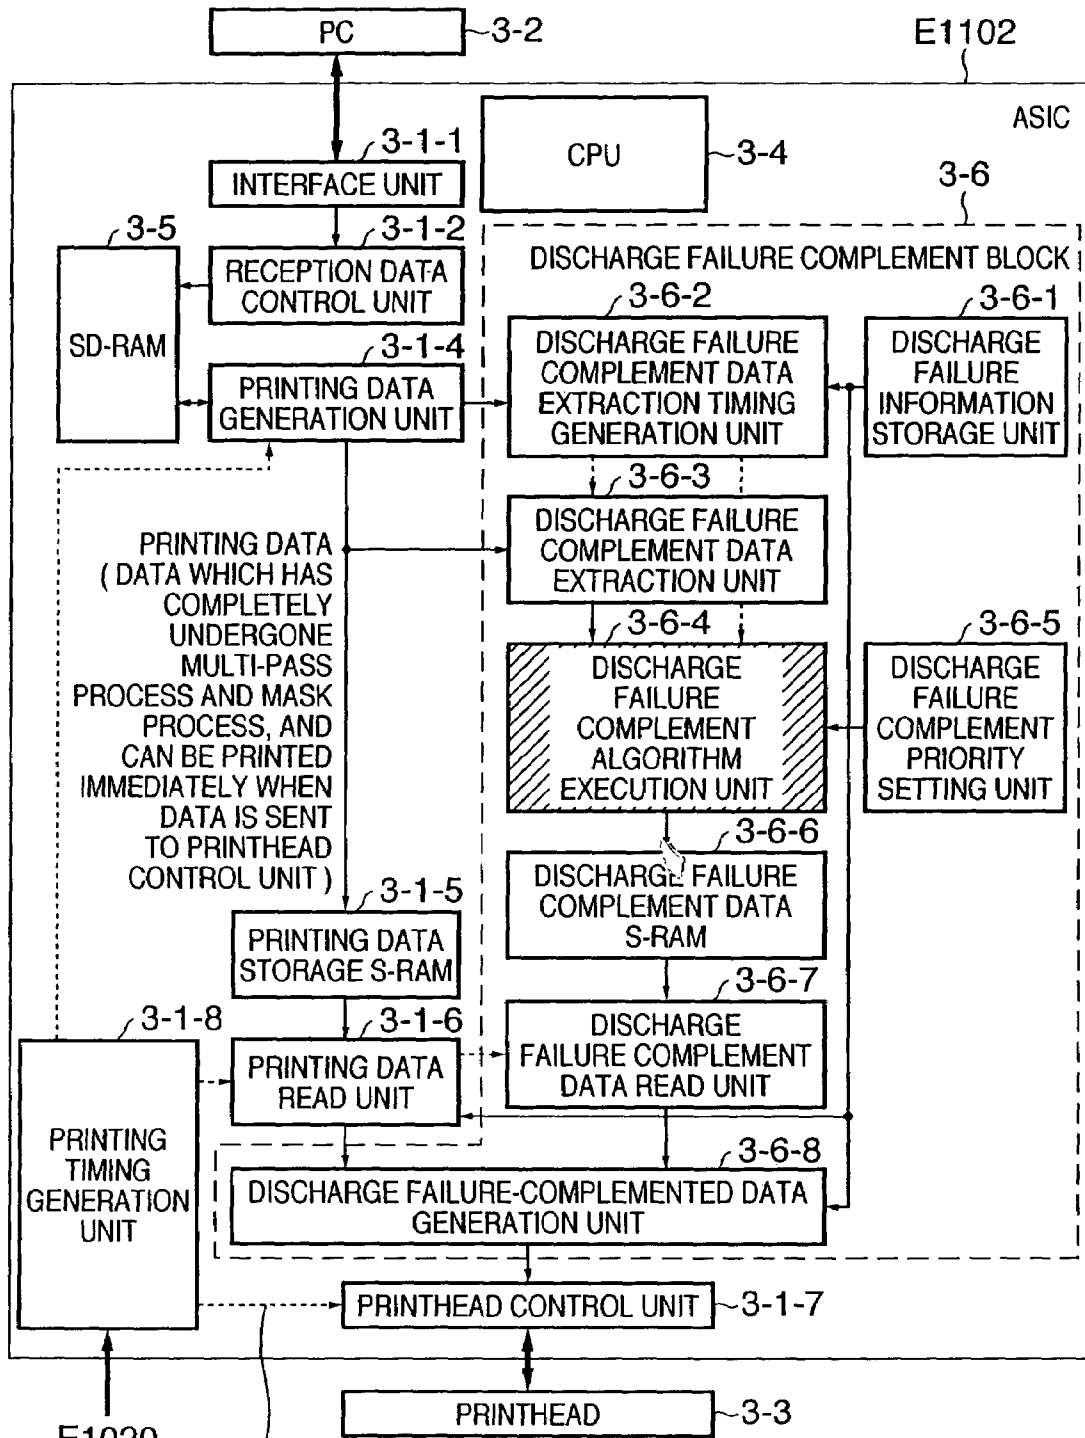 PC
3-2
E1102
ASIC
CPU
3-4
3-1-1
INTERFACE UNIT
3-6
3-5
3-1-2
SD-RAM
RECEPTION DATA
CONTROL UNIT
DISCHARGE FAILURE COMPLEMENT BLOCK
3-1-4
PRINTING DATA
GENERATION UNIT
3-6-2
DISCHARGE FAILURE
COMPLEMENT DATA
EXTRACTION TIMING
GENERATION UNIT
3-6-1
DISCHARGE
FAILURE
INFORMATION
STORAGE UNIT
3-6-3
DISCHARGE FAILURE
COMPLEMENT DATA
EXTRACTION UNIT
PRINTING DATA
( DATA WHICH HAS
COMPLETELY
UNDERGONE
MULTI-PASS
PROCESS AND MASK
PROCESS, AND
CAN BE PRINTED
IMMEDIATELY WHEN
DATA IS SENT
TO PRINTHEAD
CONTROL UNIT )
3-6-4
DISCHARGE
FAILURE
COMPLEMENT
ALGORITHM
EXECUTION UNIT
3-6-5
DISCHARGE
FAILURE
COMPLEMENT
PRIORITY
SETTING UNIT
3-6-6
DISCHARGE FAILURE
COMPLEMENT DATA
S-RAM
3-1-5
PRINTING DATA
STORAGE S-RAM
3-6-7
DISCHARGE
FAILURE COMPLEMENT
DATA READ UNIT
3-1-8
PRINTING
TIMING
GENERATION
UNIT
3-1-6
PRINTING DATA
READ UNIT
3-6-8
DISCHARGE FAILURE-COMPLEMENTED DATA
GENERATION UNIT
PRINTHEAD CONTROL UNIT
3-1-7
PRINTHEAD
3-3